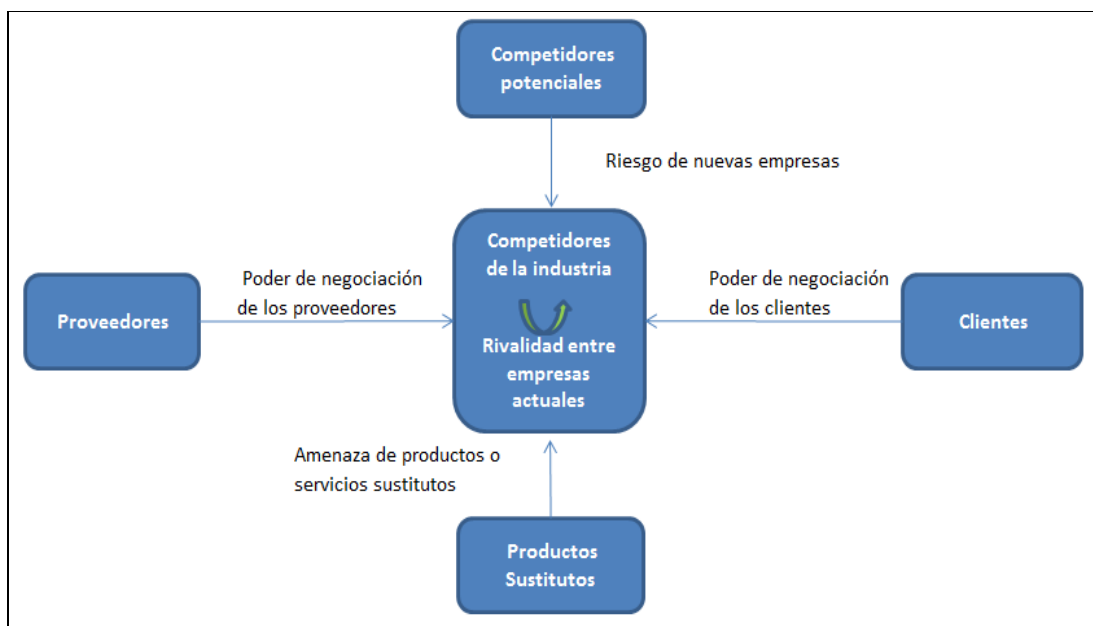 Competidores
potenciales
Riesgo de nuevas empresas
Competidores
de la industria
Poder de negociación
de los proveedores
Poder de negociación
de los clientes
Proveedores
Clientes
Rivalidad entre
empresas
actuales
Amenaza de productos o
servicios sustitutos
Productos
Sustitutos